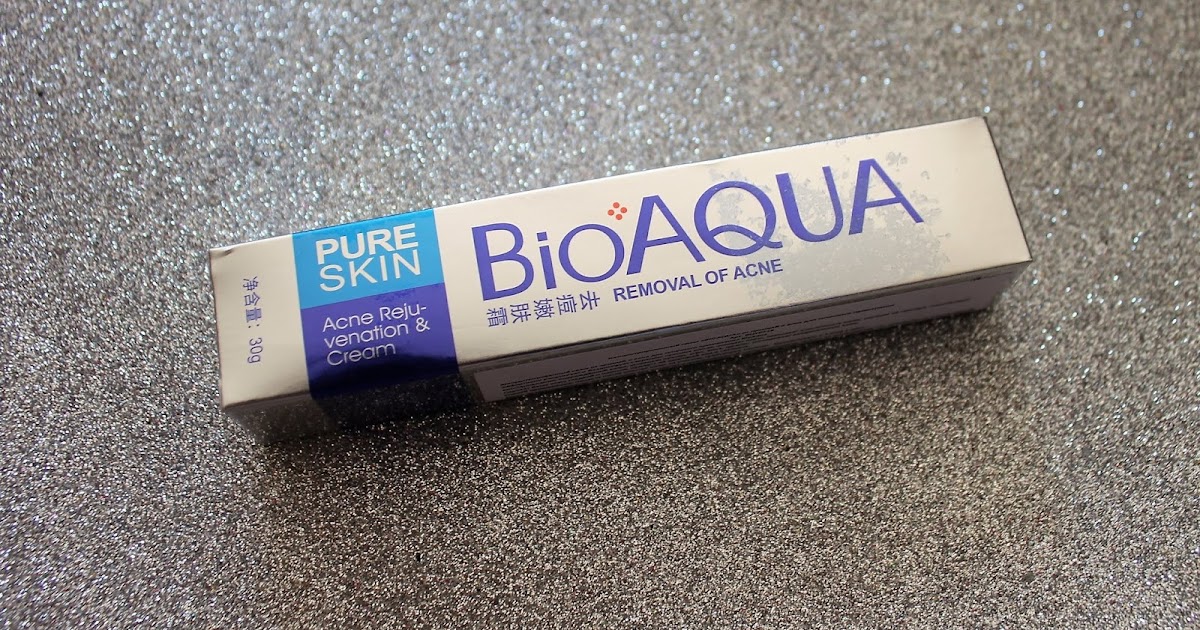 BioAQUA
去痘嫩肤霜
REMOVAL OF ACNE
PURE
SKIN
Acne Reju-
venation &
Cream
净含量: 30g